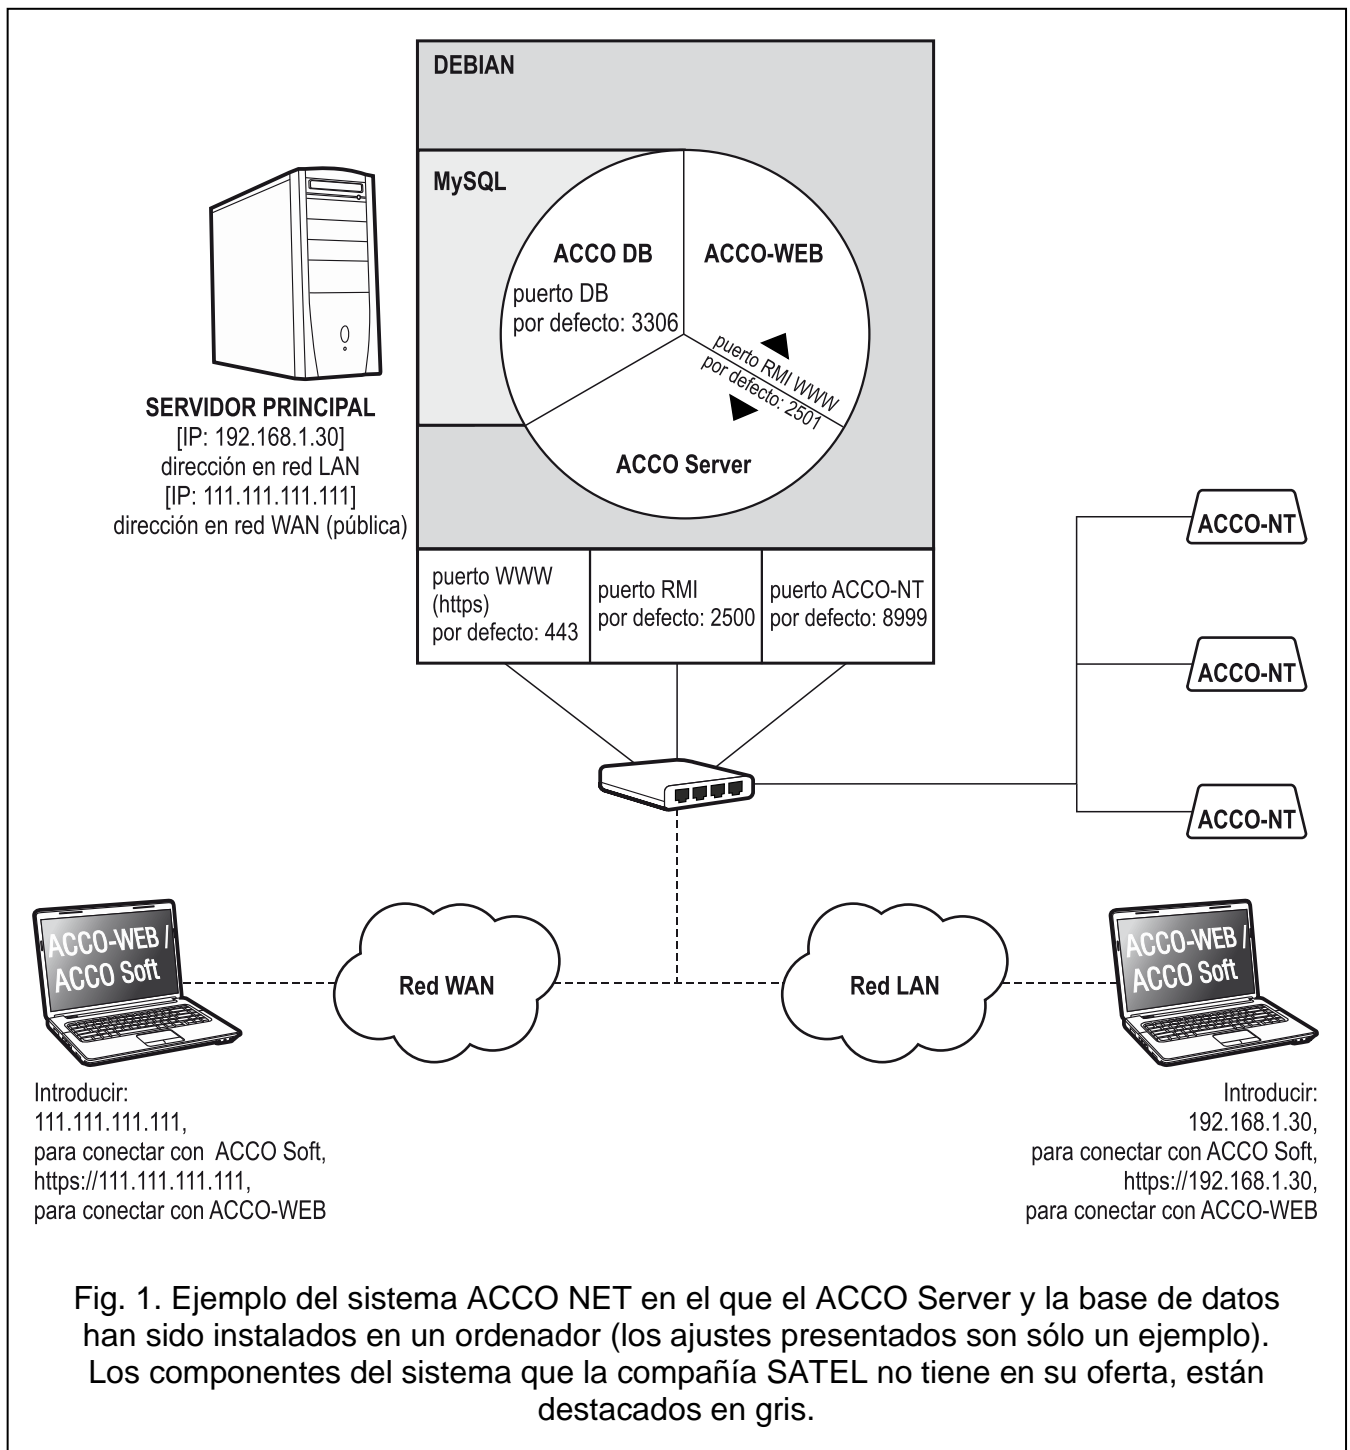 DEBIAN
MySQL
ACCO DB
puerto DB
por defecto: 3306
ACCO-WEB
puerto RMI WWW
por defecto: 2501
ACCO Server
SERVIDOR PRINCIPAL
[IP: 192.168.1.30]
dirección en red LAN
[IP: 111.111.111.111]
dirección en red WAN (pública)
puerto WWW
(https)
por defecto: 443
puerto RMI
por defecto: 2500
puerto ACCO-NT
por defecto: 8999
ACCO-NT
ACCO-NT
ACCO-NT
ACCO-WEB /
ACCO Soft
Red WAN
Red LAN
ACCO-WEB /
ACCO Soft
Introducir:
111.111.111.111,
para conectar con ACCO Soft,
https://111.111.111.111,
para conectar con ACCO-WEB
Introducir:
192.168.1.30,
para conectar con ACCO Soft,
https://192.168.1.30,
para conectar con ACCO-WEB
Fig. 1. Ejemplo del sistema ACCO NET en el que el ACCO Server y la base de datos
han sido instalados en un ordenador (los ajustes presentados son sólo un ejemplo).
Los componentes del sistema que la compañía SATEL no tiene en su oferta, están
destacados en gris.